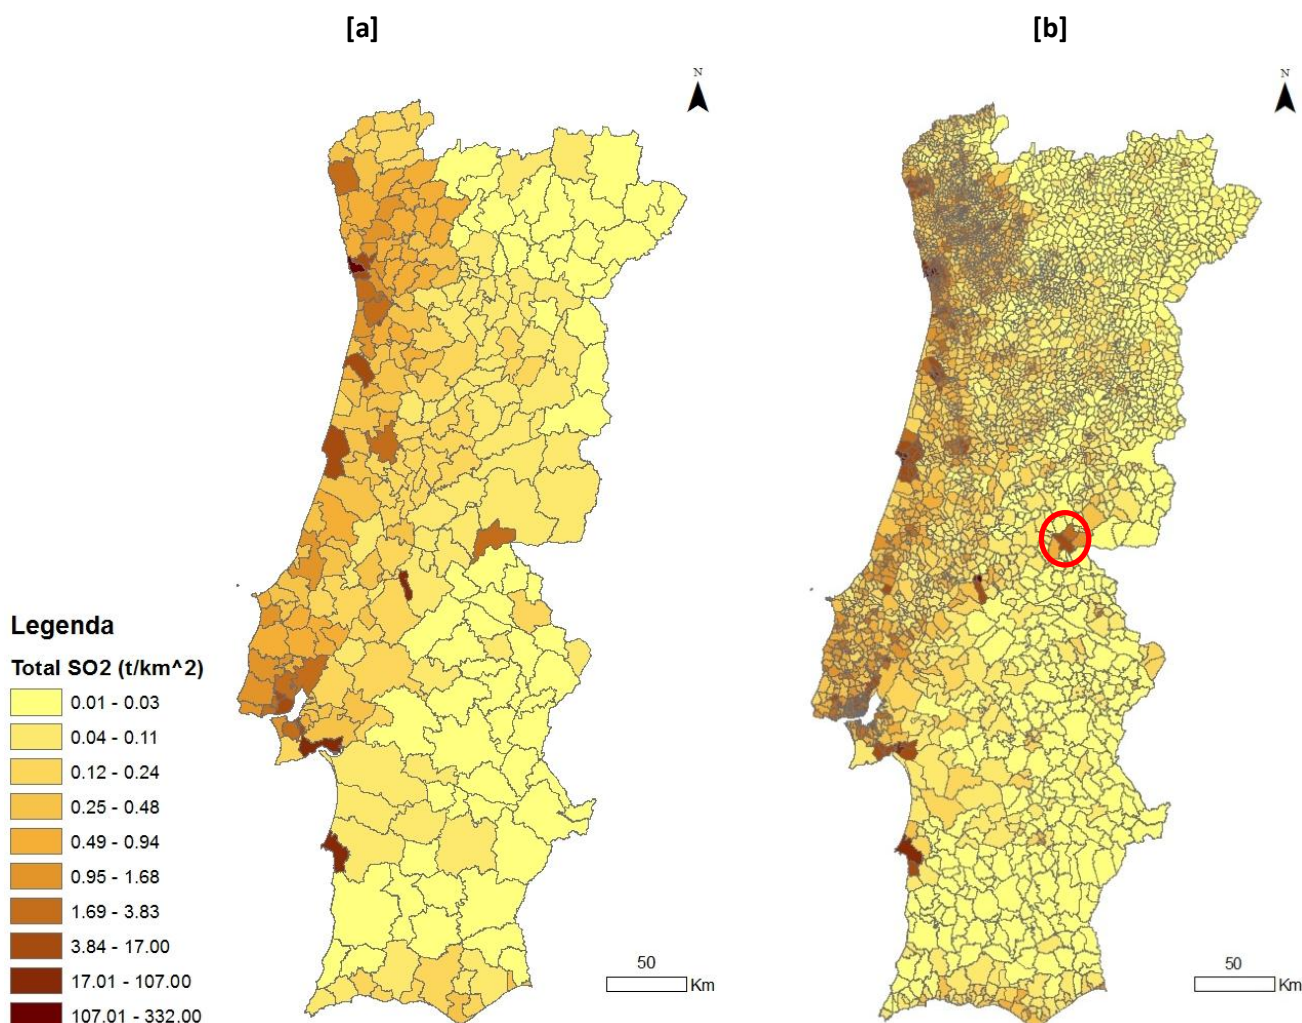 [a]
[b]
N
N
Legenda
Total SO2 (t/km^2)
0.01 - 0.03
0.04 - 0.11
0.12 - 0.24
0.25 - 0.48
0.49 - 0.94
0.95 - 1.68
1.69 - 3.83
3.84 - 17.00
17.01 - 107.00
107.01 - 332.00
50
Km
50
Km